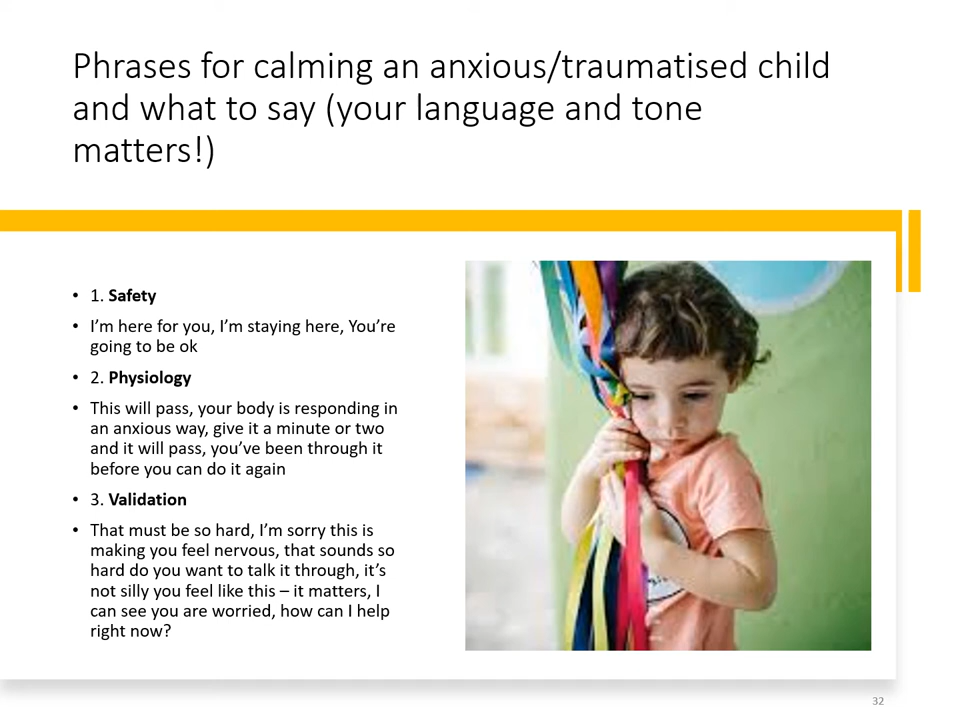 Phrases for calming an anxious/traumatised child
and what to say (your language and tone
matters!)
• 1. Safety
• I’m here for you, I’m staying here, You’re
going to be ok
• 2. Physiology
• This will pass, your body is responding in
an anxious way, give it a minute or two
and it will pass, you’ve been through it
before you can do it again
• 3. Validation
• That must be so hard, I’m sorry this is
making you feel nervous, that sounds so
hard do you want to talk it through, it’s
not silly you feel like this – it matters, I
can see you are worried, how can I help
right now?
32